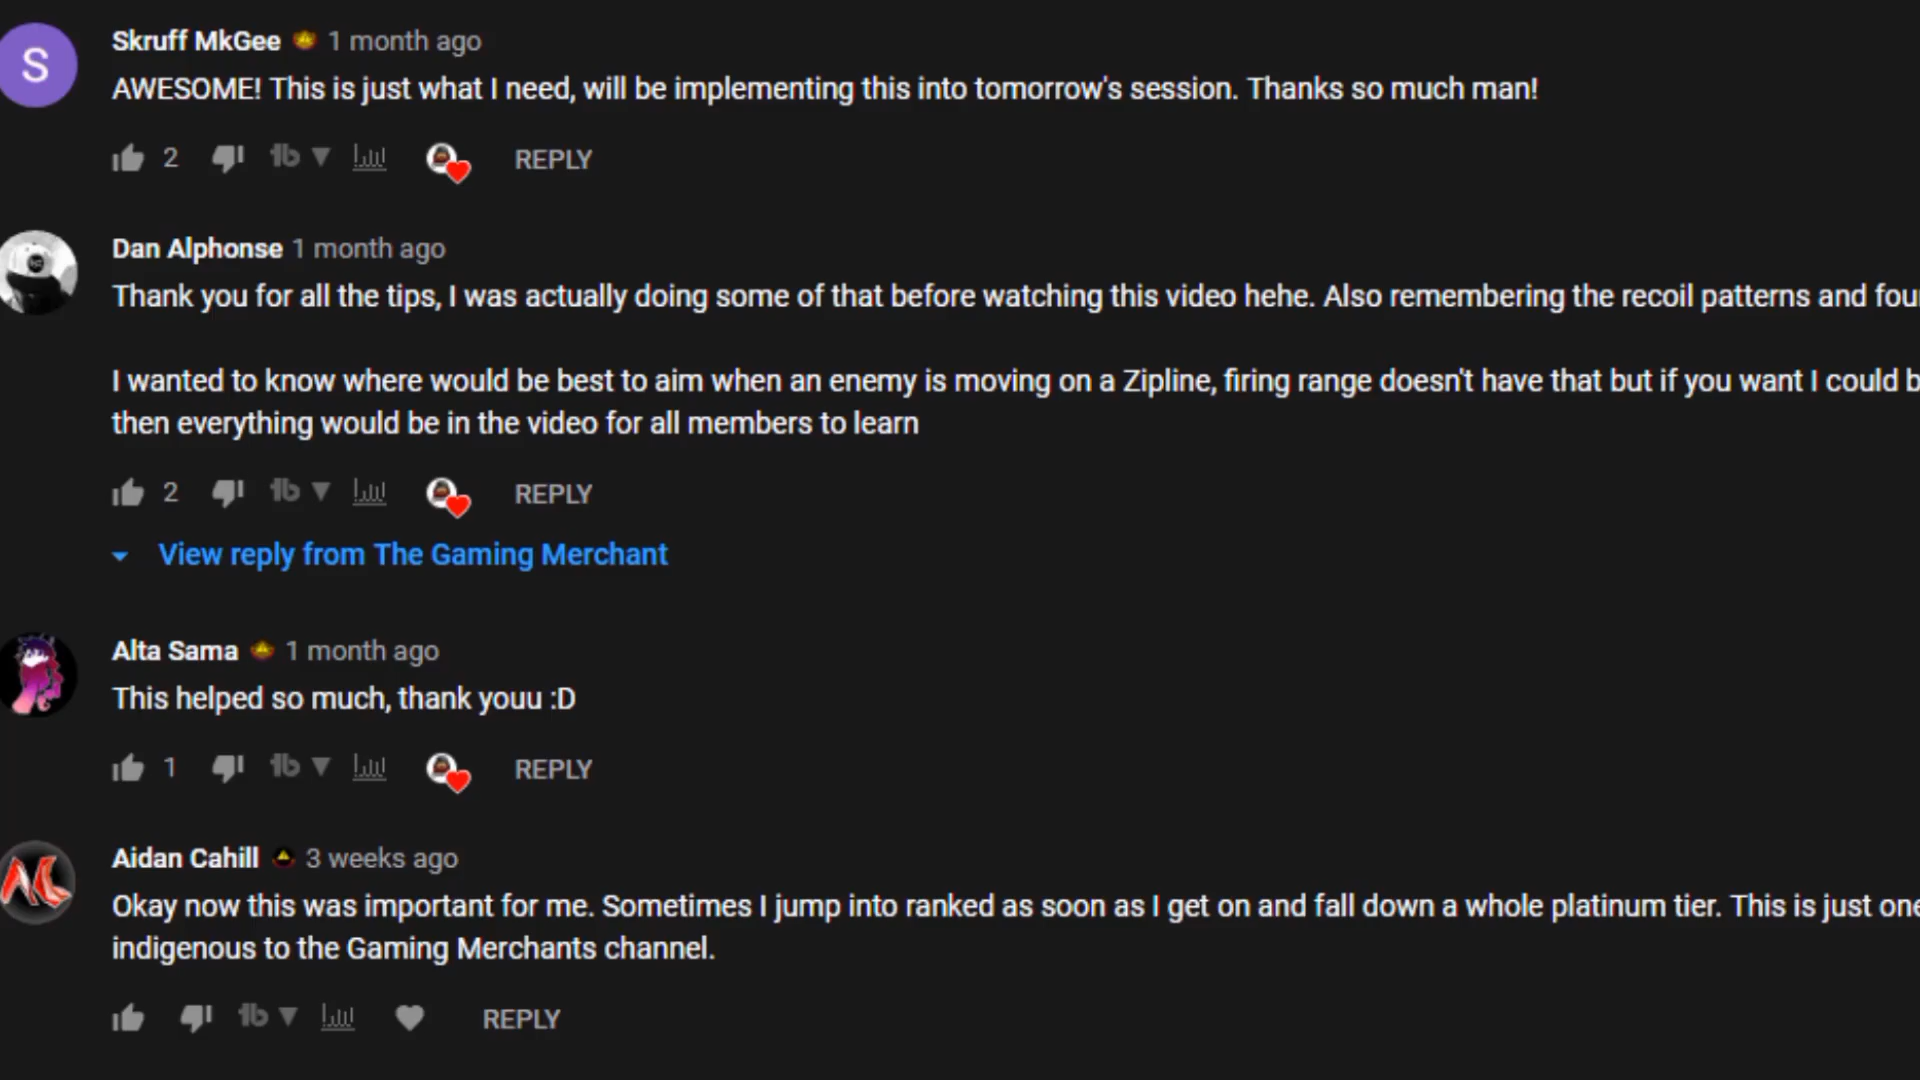 S
Skruff MkGee 1 month ago
AWESOME! This is just what I need, will be implementing this into tomorrow's session. Thanks so much man!
2 REPLY
Dan Alphonse 1 month ago
Thank you for all the tips, I was actually doing some of that before watching this video hehe. Also remembering the recoil patterns and
I wanted to know where would be best to aim when an enemy is moving on a Zipline, firing range doesn't have that but if you want I could
then everything would be in the video for all members to learn
2 REPLY
View reply from The Gaming Merchant
Alta Sama 1 month ago
This helped so much, thank youu :D
1 REPLY
Aidan Cahill 3 weeks ago
Okay now this was important for me. Sometimes I jump into ranked as soon as I get on and fall down a whole platinum tier. This is just one
indigenous to the Gaming Merchants channel.
REPLY